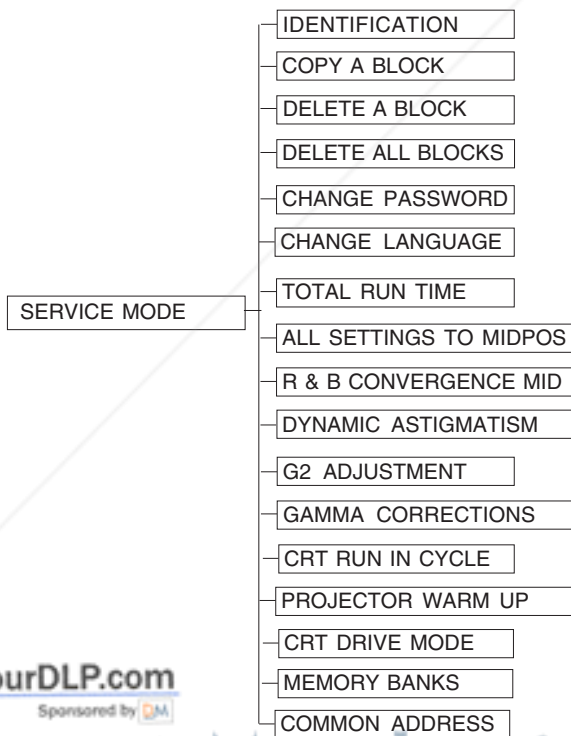 IDENTIFICATION
COPY A BLOCK
DELETE A BLOCK
DELETE ALL BLOCKS
CHANGE PASSWORD
CHANGE LANGUAGE
TOTAL RUN TIME
SERVICE MODE
ALL SETTINGS TO MIDPOS
R & B CONVERGENCE MID
DYNAMIC ASTIGMATISM
G2 ADJUSTMENT
GAMMA CORRECTIONS
CRT RUN IN CYCLE
PROJECTOR WARM UP
CRT DRIVE MODE
ourDLP.com
MEMORY BANKS
Sponsored by DM
COMMON ADDRESS